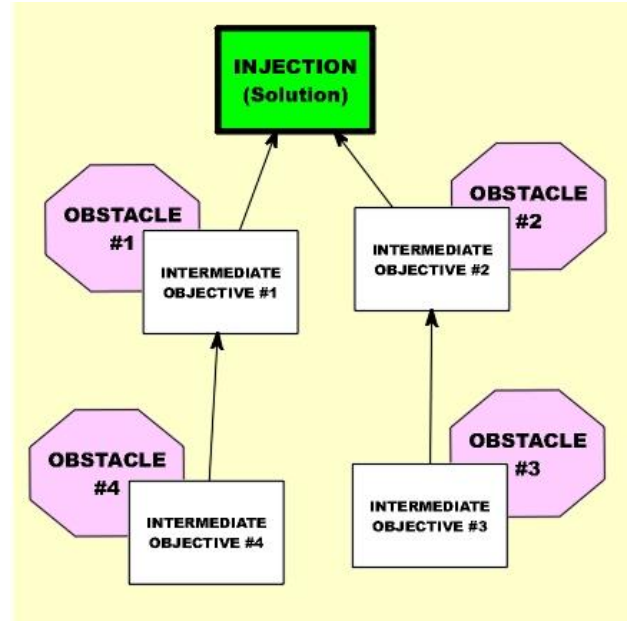 INJECTION
(Solution)
OBSTACLE
#1
INTERMEDIATE
OBJECTIVE #1
OBSTACLE
#2
INTERMEDIATE
OBJECTIVE #2
OBSTACLE
#4
INTERMEDIATE
OBJECTIVE #4
OBSTACLE
#3
INTERMEDIATE
OBJECTIVE #3